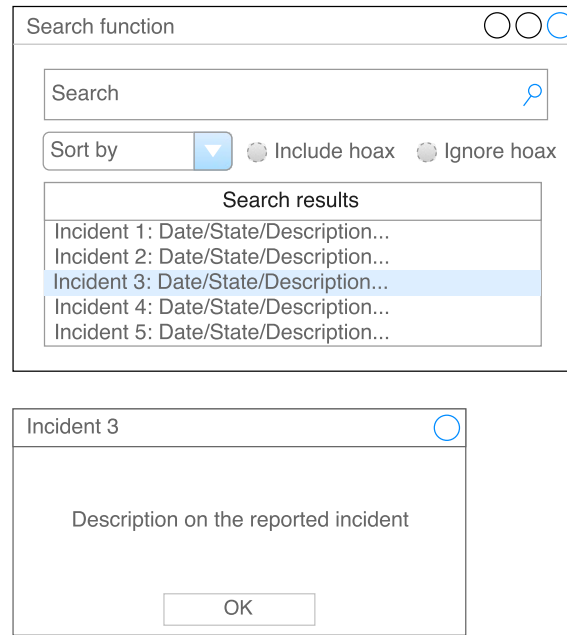 Search function
Search
Sort by Include hoax Ignore hoax
Search results
Incident 1: Date/State/Description...
Incident 2: Date/State/Description...
Incident 3: Date/State/Description...
Incident 4: Date/State/Description...
Incident 5: Date/State/Description...
Incident 3
Description on the reported incident
OK